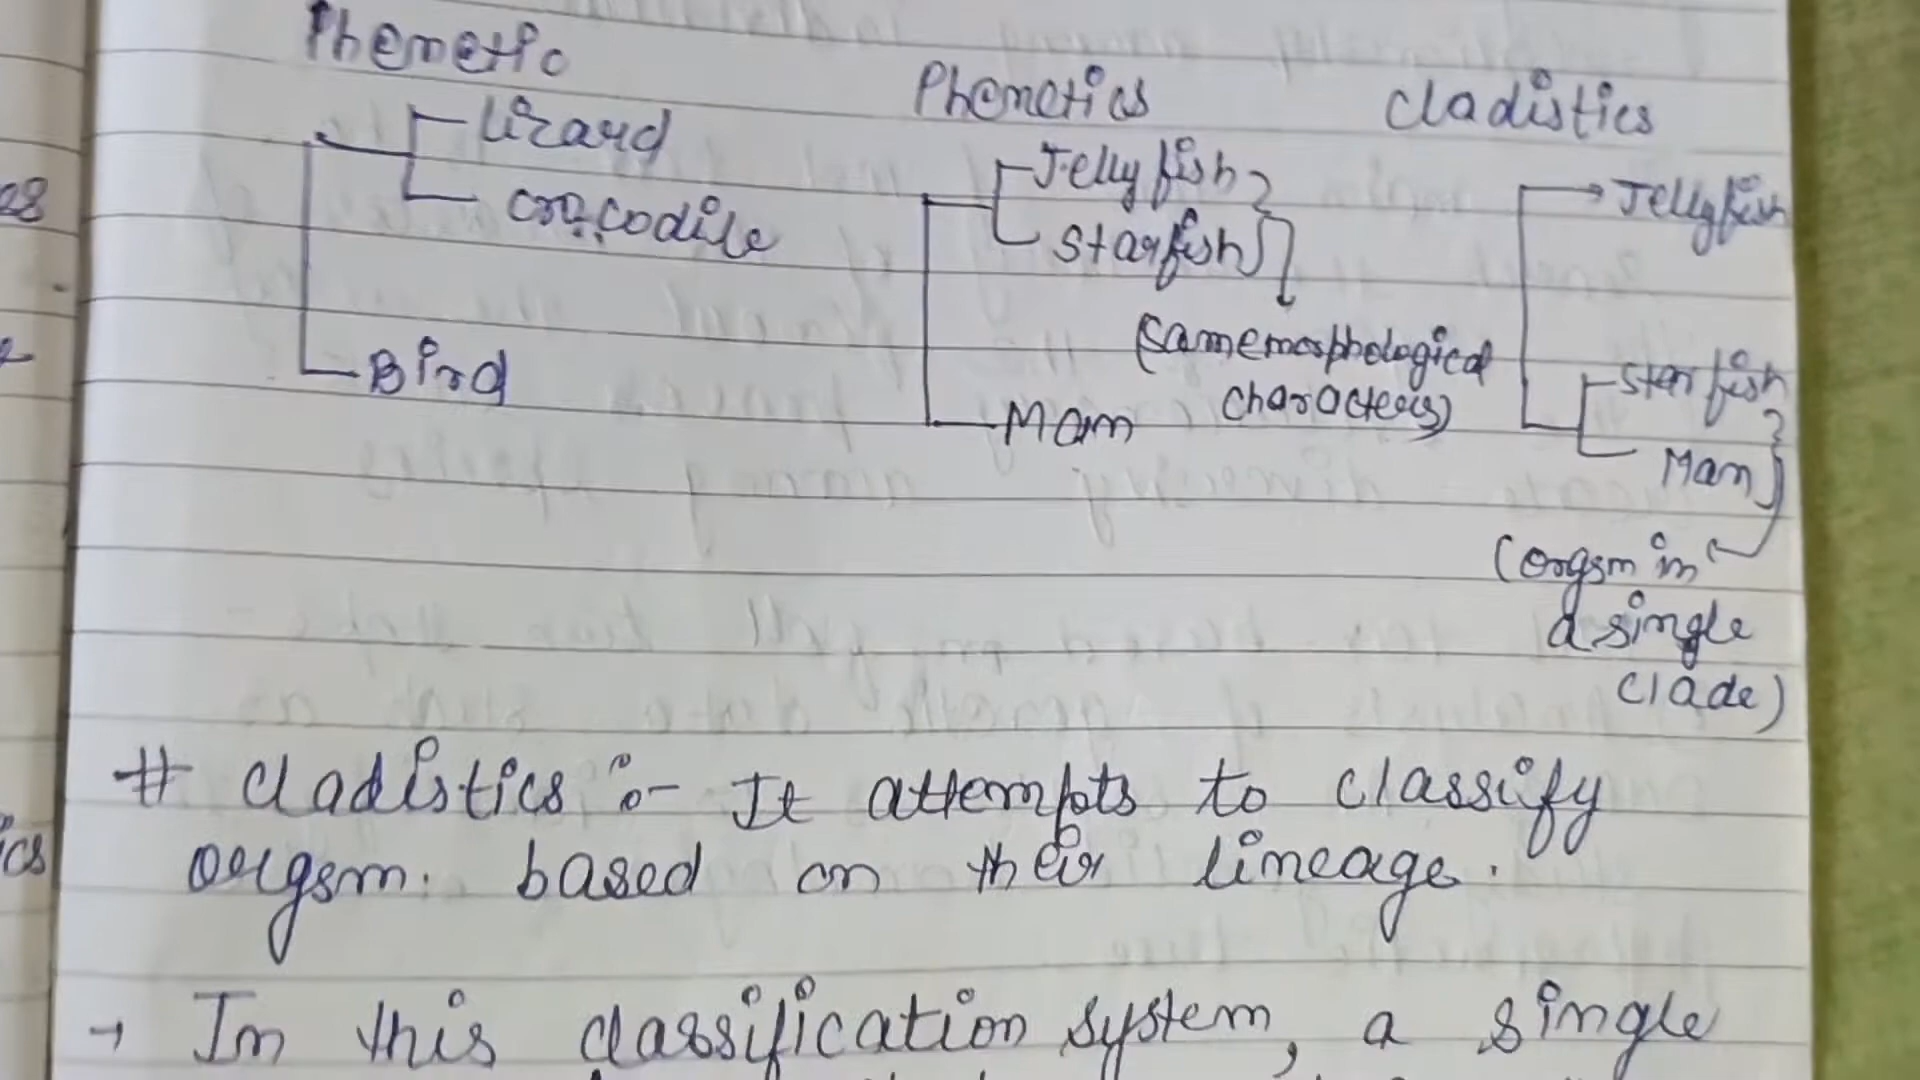 Phenetic
Lizard
Crocodile
Bird
Phenetics
Jellyfish
Starfish
(same morphological
characters)
Man
Cladistics
Jellyfish
Starfish
Man
(orgsm in
a single
clade)
# Cladistics :- It attempts to classify
orgsm. based on their lineage.
→ In this classification system, a single